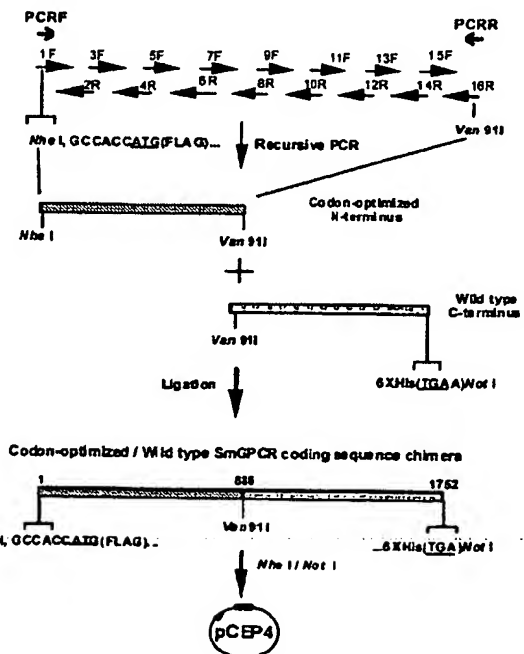 PCRF PCRR
1F 3F 5F 7F 9F 11F 13F 15F
2R 4R 6R 8R 10R 12R 14R 16R
Nhe I, GCCACCATG(FLAG)... Recursive PCR Van 91I
Codon-optimized
N-terminus
Nhe I Van 91I
+
Wild type
C-terminus
Van 91I
6XHis(TGAA)Not I
Ligation
Codon-optimized / Wild type SmGPCR coding sequence chimera
1 886 1752
Van 91I
I, GCCACCATG(FLAG)... ...6XHis(TGA)Not I
Nhe I / Not I
pCEP4